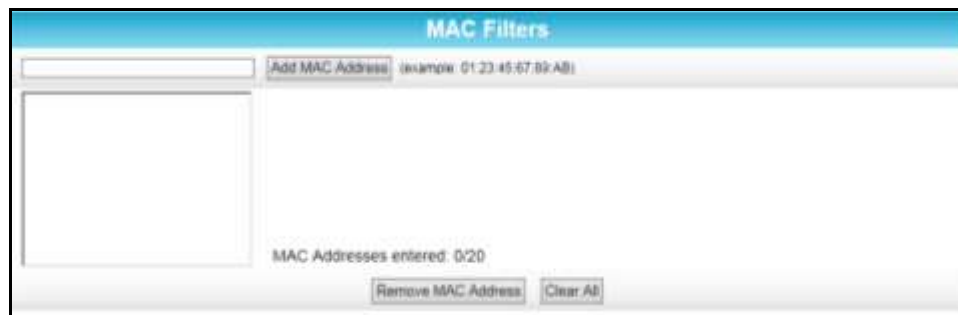 MAC Filters
Add MAC Address (example: 01:23:45:67:89:AB)
MAC Addresses entered: 0/20
Remove MAC Address Clear All